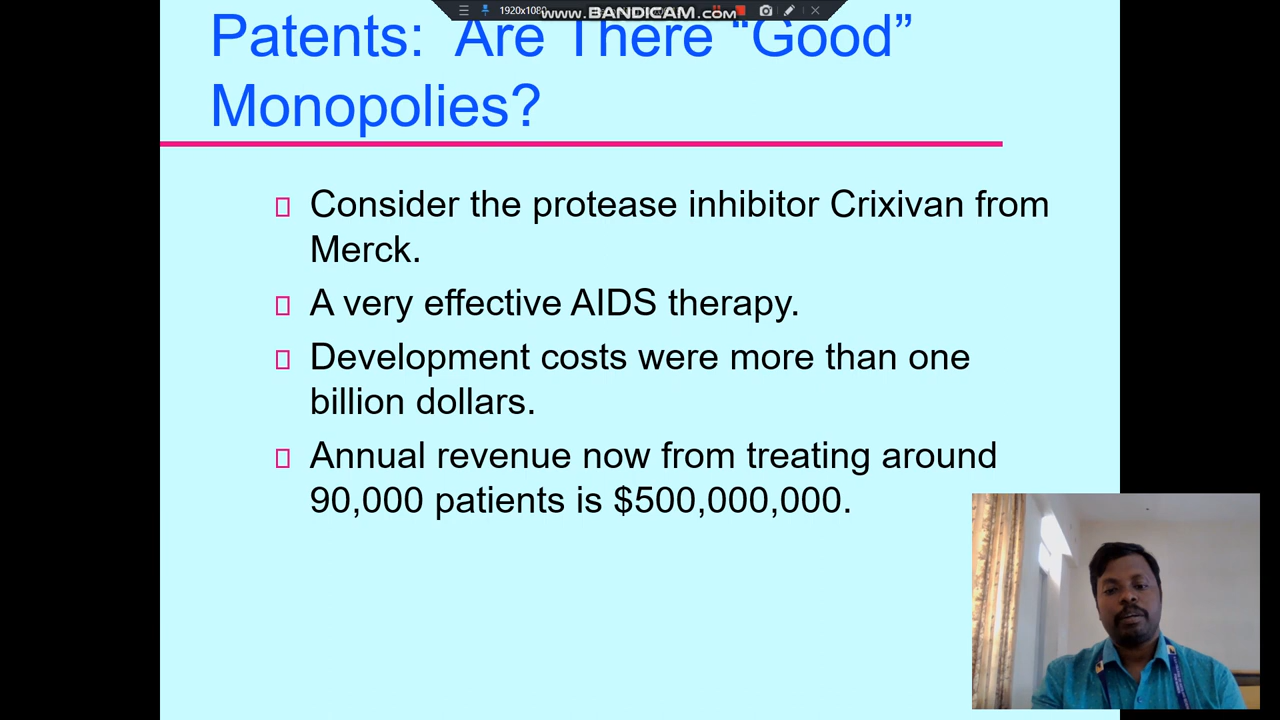 1920x1080
www.BANDICAM.com
Patents:  Are There “Good”
Monopolies?
Consider the protease inhibitor Crixivan from
Merck.
A very effective AIDS therapy.
Development costs were more than one
billion dollars.
Annual revenue now from treating around
90,000 patients is $500,000,000.